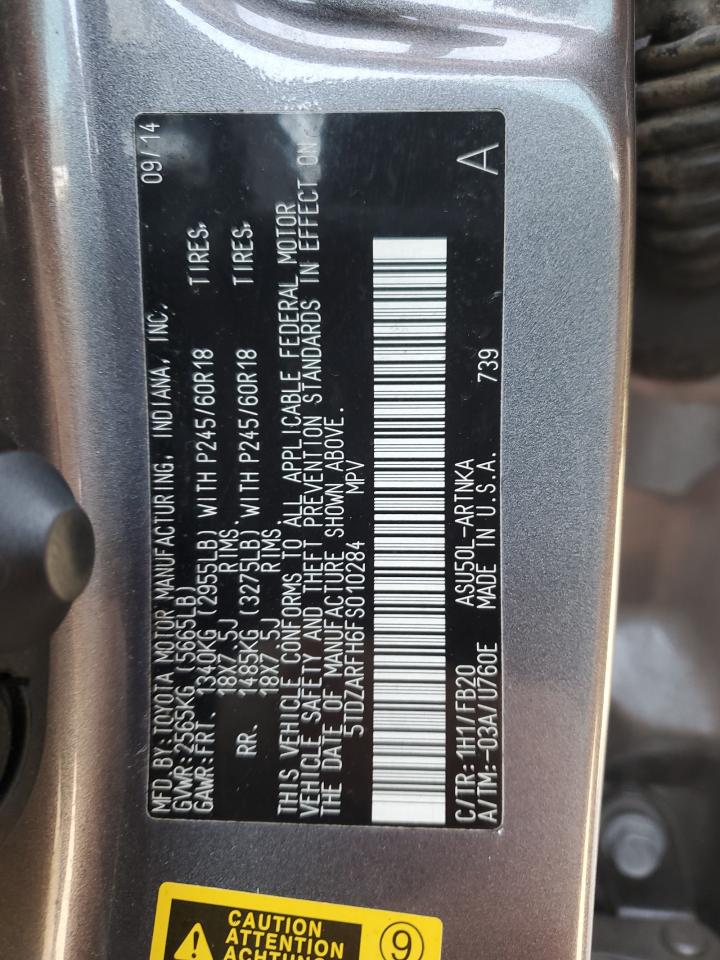 MFD.BY:TOYOTA MOTOR MANUFACTURING, INDIANA, INC. 09/14
GVWR:2565KG (5665LB)
GAWR:FRT. 1340KG (2955LB) WITH P245/60R18 TIRES,
18X7.5J RIMS.
RR. 1485KG (3275LB) WITH P245/60R18 TIRES,
18X7.5J RIMS.
THIS VEHICLE CONFORMS TO ALL APPLICABLE FEDERAL MOTOR
VEHICLE SAFETY AND THEFT PREVENTION STANDARDS IN EFFECT ON
THE DATE OF MANUFACTURE SHOWN ABOVE.
5TDZARFH6FS010284 MPV
C/TR: 1H1/FB20 ASU50L-ARTNKA 739 A
A/TM:-03A/U760E MADE IN U.S.A.
CAUTION
ATTENTION
ACHTUNG
9